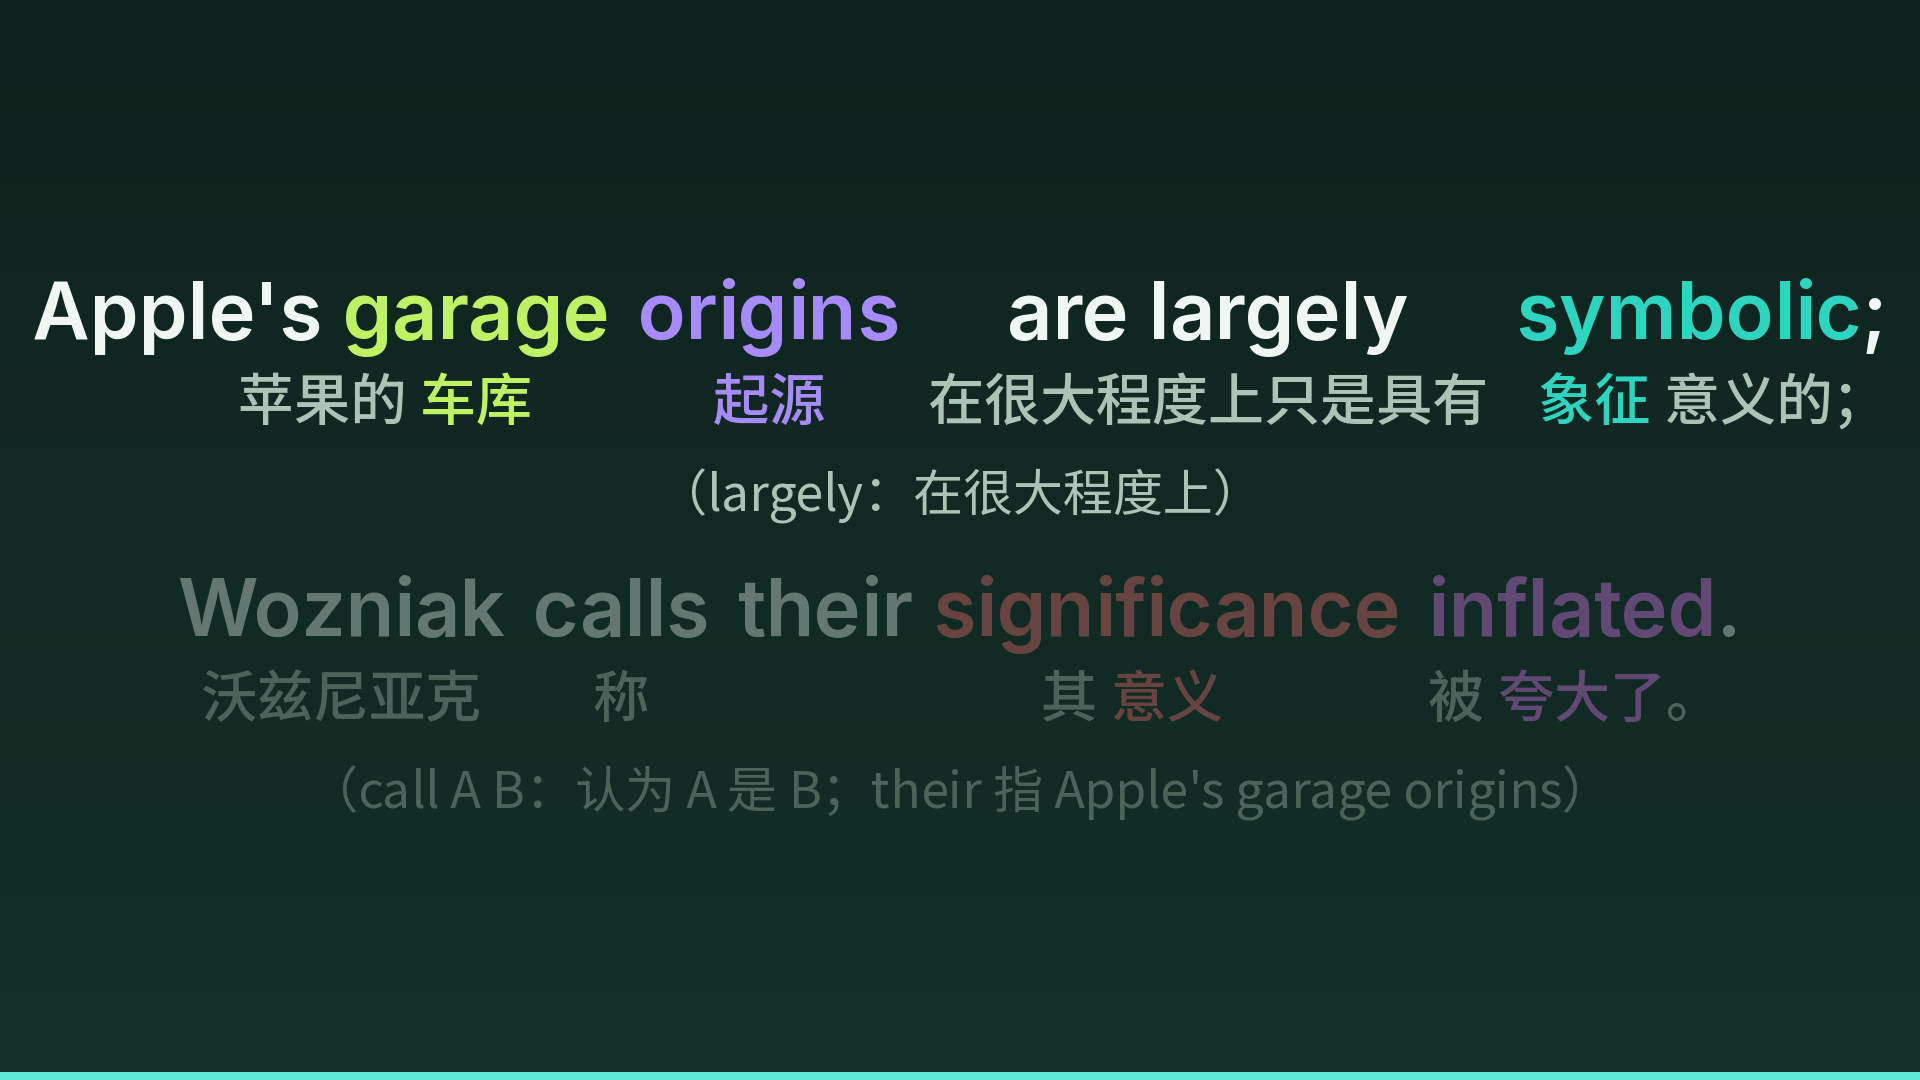 Apple's garage origins are largely symbolic;
苹果的 车库 起源 在很大程度上只是具有 象征 意义的；
（largely：在很大程度上）
Wozniak calls their significance inflated.
沃兹尼亚克 称 其 意义 被 夸大了。
（call A B：认为 A 是 B；their 指 Apple's garage origins）